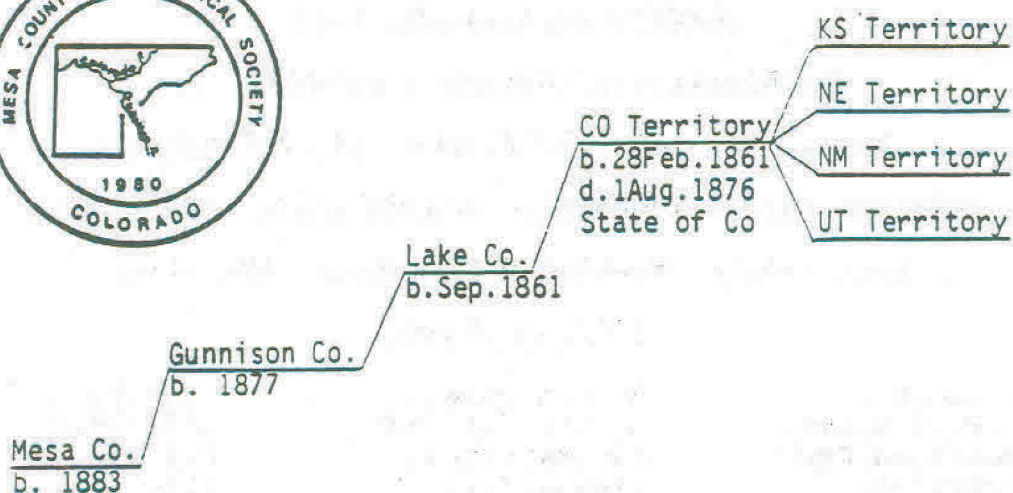 MESA COUNTY SOCIETY
1980
COLORADO
KS Territory
NE Territory
CO Territory
b.28Feb.1861
d.1Aug.1876
State of Co
NM Territory
UT Territory
Lake Co.
b.Sep.1861
Gunnison Co.
b. 1877
Mesa Co.
b. 1883